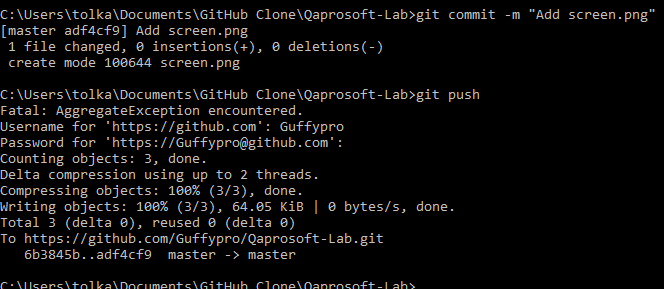 C:\Users\tolka\Documents\GitHub Clone\Qaprosoft-Lab>git commit -m "Add screen.png"
[master adf4cf9] Add screen.png
 1 file changed, 0 insertions(+), 0 deletions(-)
 create mode 100644 screen.png
C:\Users\tolka\Documents\GitHub Clone\Qaprosoft-Lab>git push
Fatal: AggregateException encountered.
Username for 'https://github.com': Guffypro
Password for 'https://Guffypro@github.com':
Counting objects: 3, done.
Delta compression using up to 2 threads.
Compressing objects: 100% (3/3), done.
Writing objects: 100% (3/3), 64.05 KiB | 0 bytes/s, done.
Total 3 (delta 0), reused 0 (delta 0)
To https://github.com/Guffypro/Qaprosoft-Lab.git
   6b3845b..adf4cf9  master -> master
C:\Users\tolka\Documents\GitHub Clone\Qaprosoft-Lab>